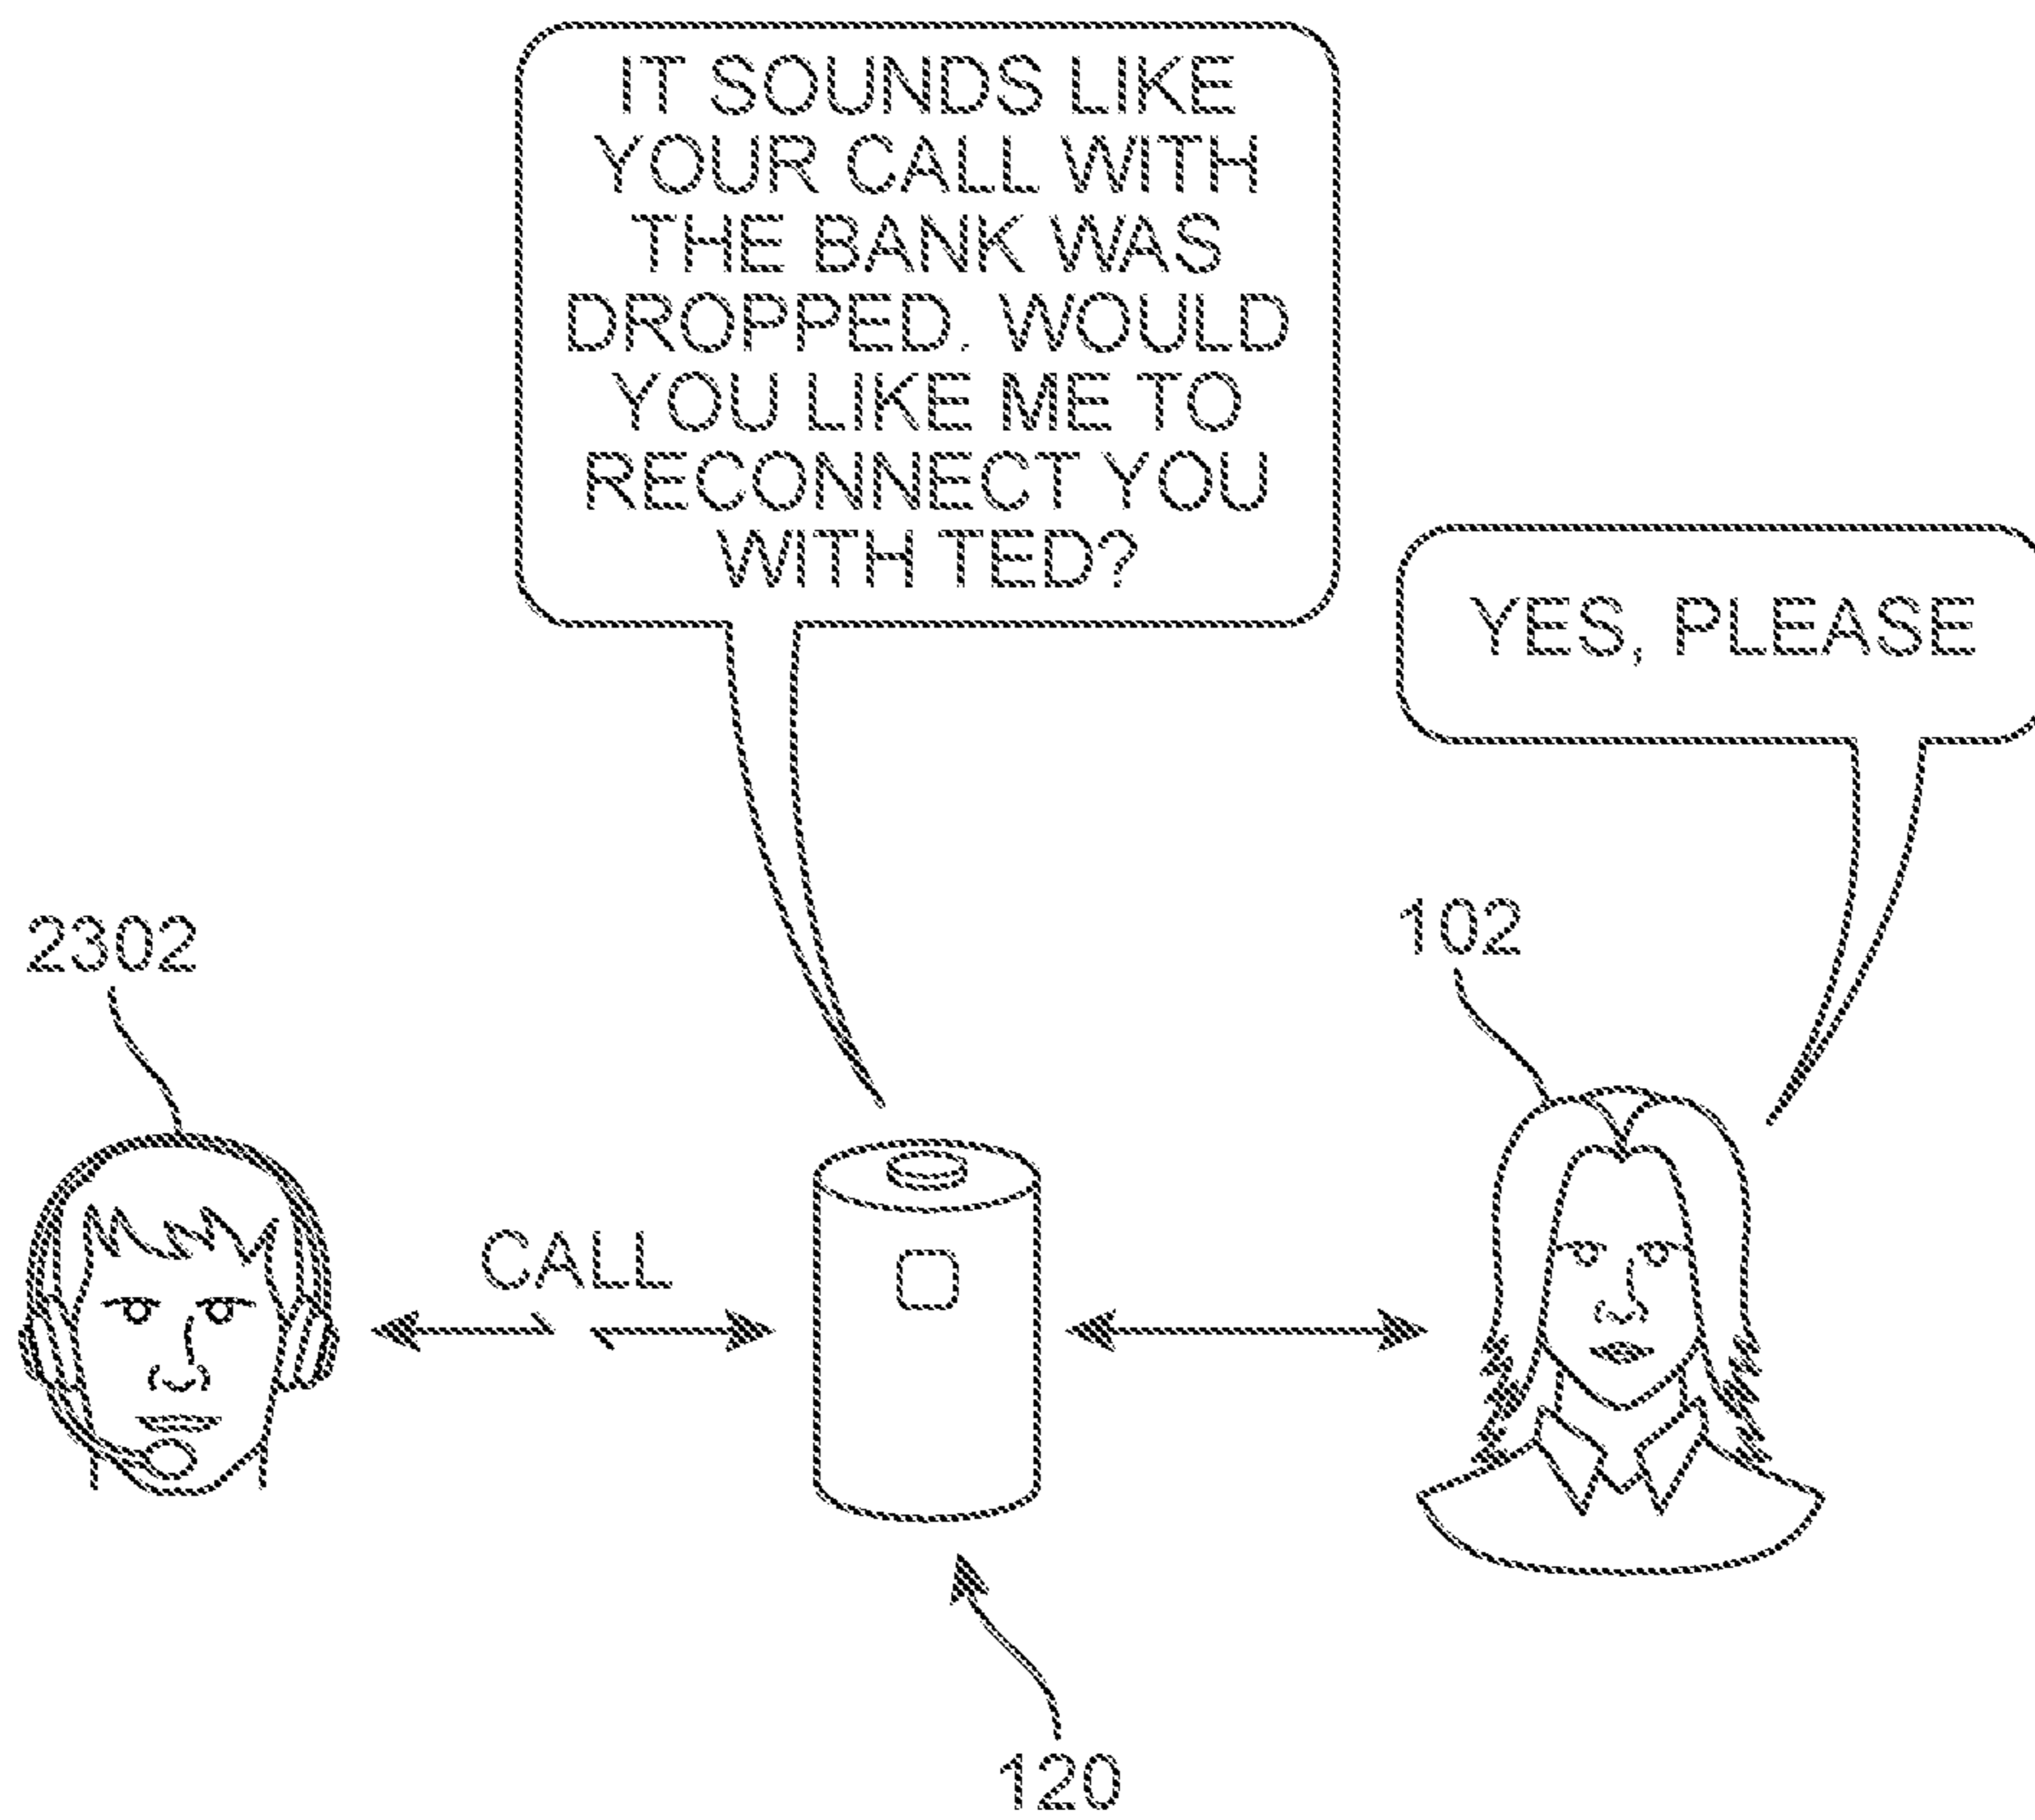 IT SOUNDS LIKE
YOUR CALL WITH
THE BANK WAS
DROPPED. WOULD
YOU LIKE ME TO
RECONNECT YOU
WITH TED?
YES, PLEASE
2302
102
CALL
120